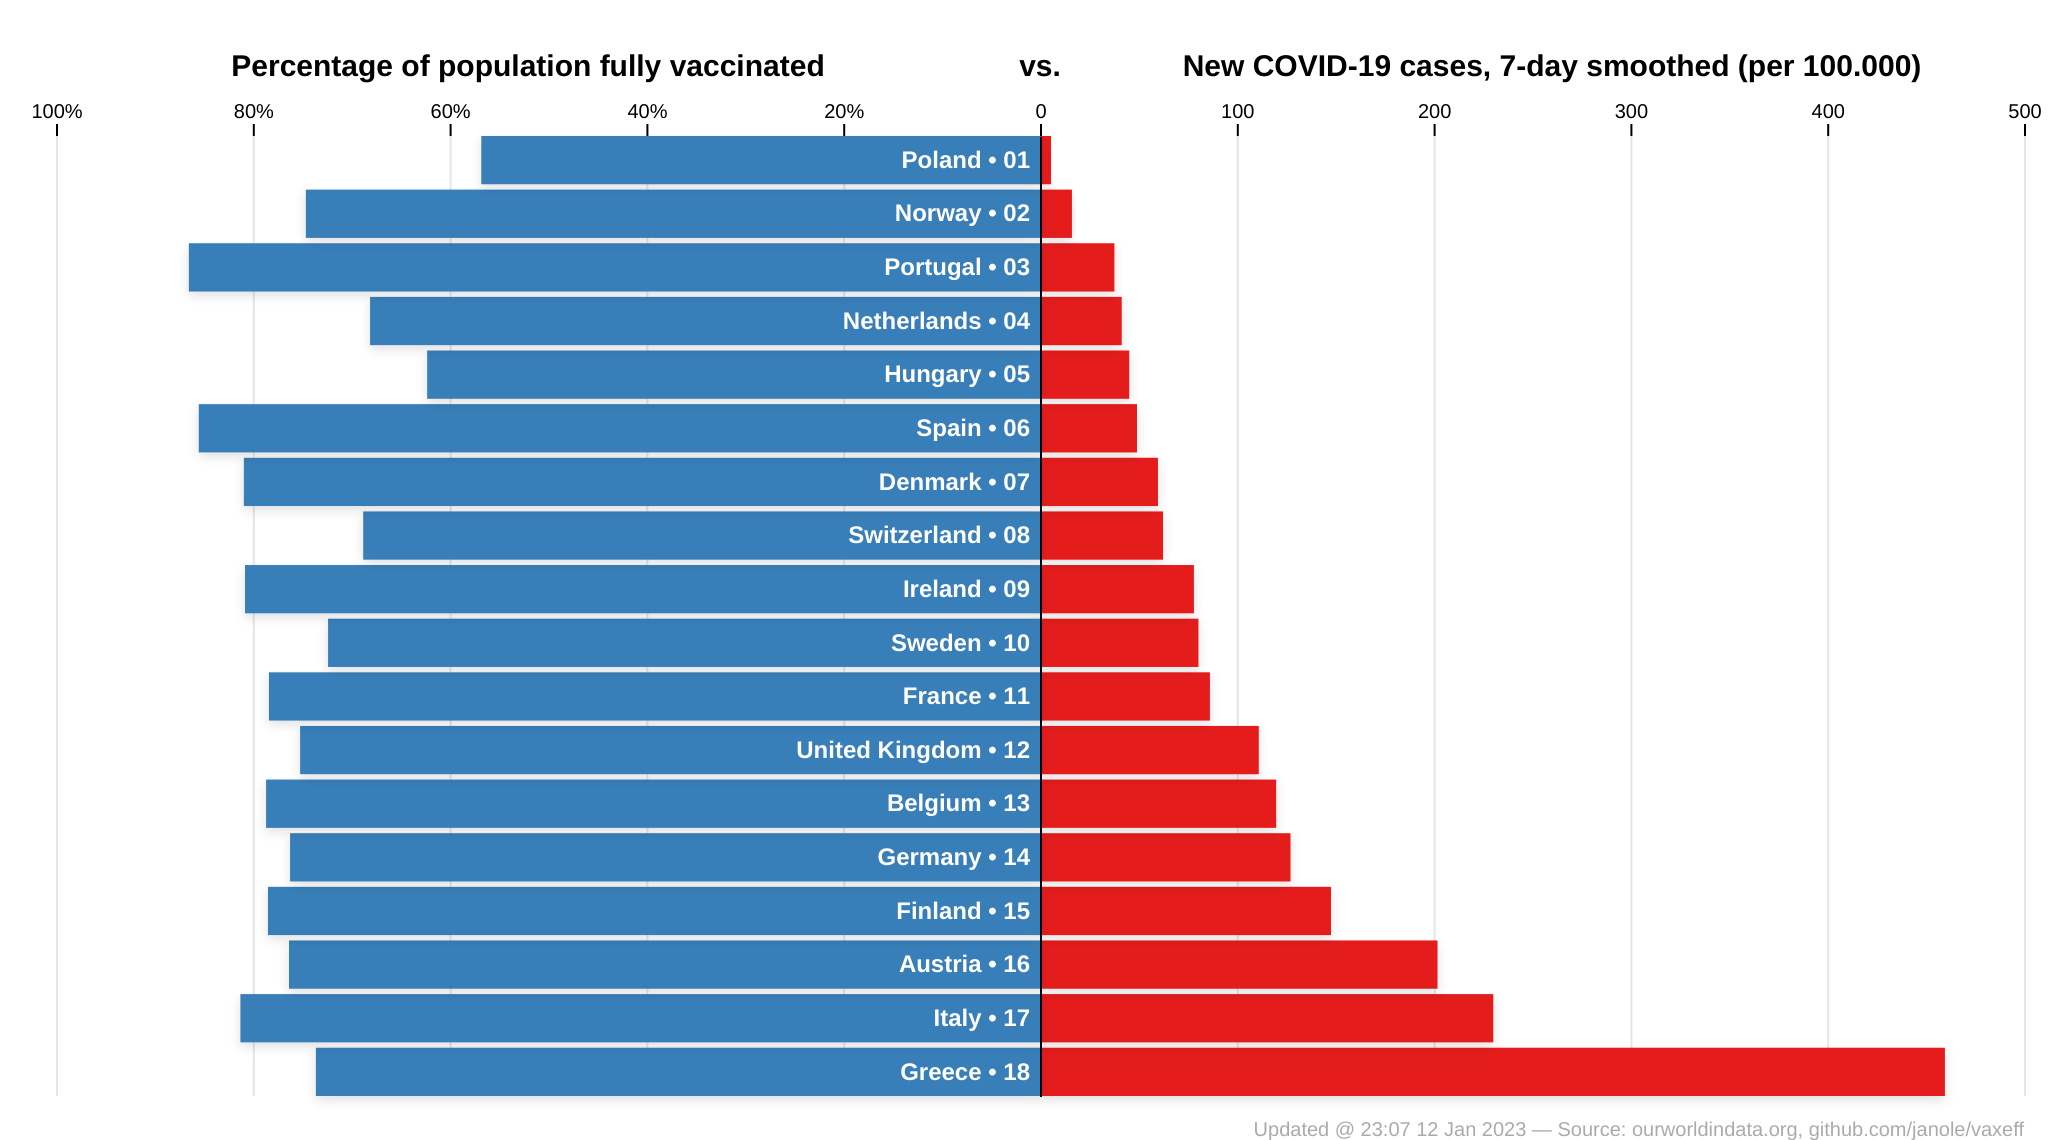 Percentage of population fully vaccinated vs. New COVID-19 cases, 7-day smoothed (per 100.000)
100% 80% 60% 40% 20% 0 100 200 300 400 500
Poland • 01
Norway • 02
Portugal • 03
Netherlands • 04
Hungary • 05
Spain • 06
Denmark • 07
Switzerland • 08
Ireland • 09
Sweden • 10
France • 11
United Kingdom • 12
Belgium • 13
Germany • 14
Finland • 15
Austria • 16
Italy • 17
Greece • 18
Updated @ 23:07 12 Jan 2023 — Source: ourworldindata.org, github.com/janole/vaxeff